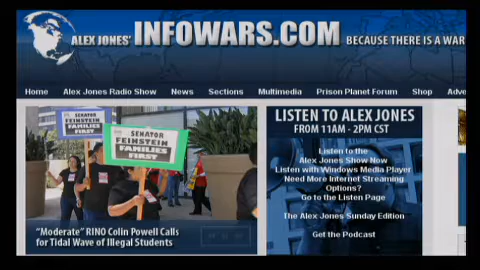 ALEX JONES' INFOWARS.COM BECAUSE THERE IS A WAR
Home Alex Jones Radio Show News Sections Multimedia Prison Planet Forum Shop Adve
SENATOR
FEINSTEIN
FAMILIES
FIRST
SENATOR
FEINSTEIN
FAMILIES
FIRST
"Moderate" RINO Colin Powell Calls
for Tidal Wave of Illegal Students
LISTEN TO ALEX JONES
FROM 11AM - 2PM CST
Listen to the
Alex Jones Show Now
Listen with Windows Media Player
Need More Internet Streaming
Options?
Go to the Listen Page
The Alex Jones Sunday Edition
Get the Podcast